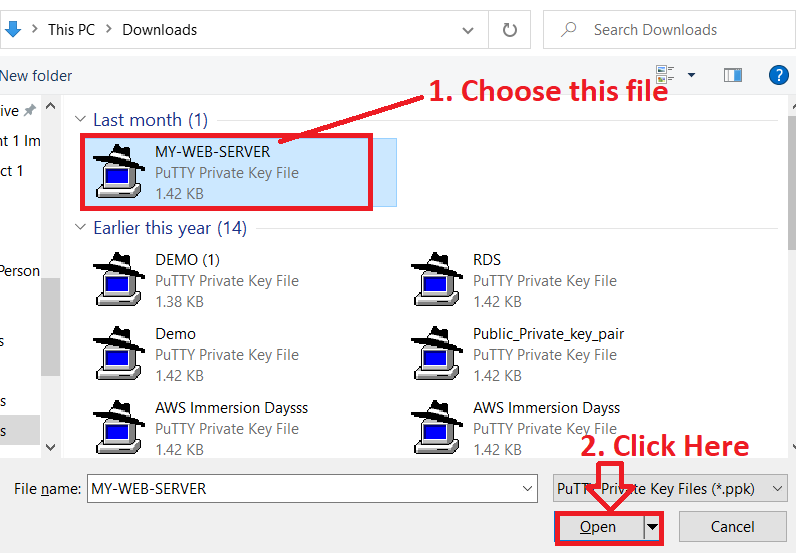 This PC > Downloads
Search Downloads
New folder
?
1. Choose this file
ive
Last month (1)
nt 1 Im
MY-WEB-SERVER
PuTTY Private Key File
1.42 KB
ct 1
Earlier this year (14)
DEMO (1)
PuTTY Private Key File
1.38 KB
RDS
PuTTY Private Key File
1.42 KB
Person
Demo
PuTTY Private Key File
1.42 KB
Public_Private_key_pair
PuTTY Private Key File
1.42 KB
s
AWS Immersion Daysss
PuTTY Private Key File
1.42 KB
AWS Immersion Dayss
PuTTY Private Key File
1.42 KB
s
s
2. Click Here
File name: MY-WEB-SERVER
PuTTY Private Key Files (*.ppk)
Open
Cancel